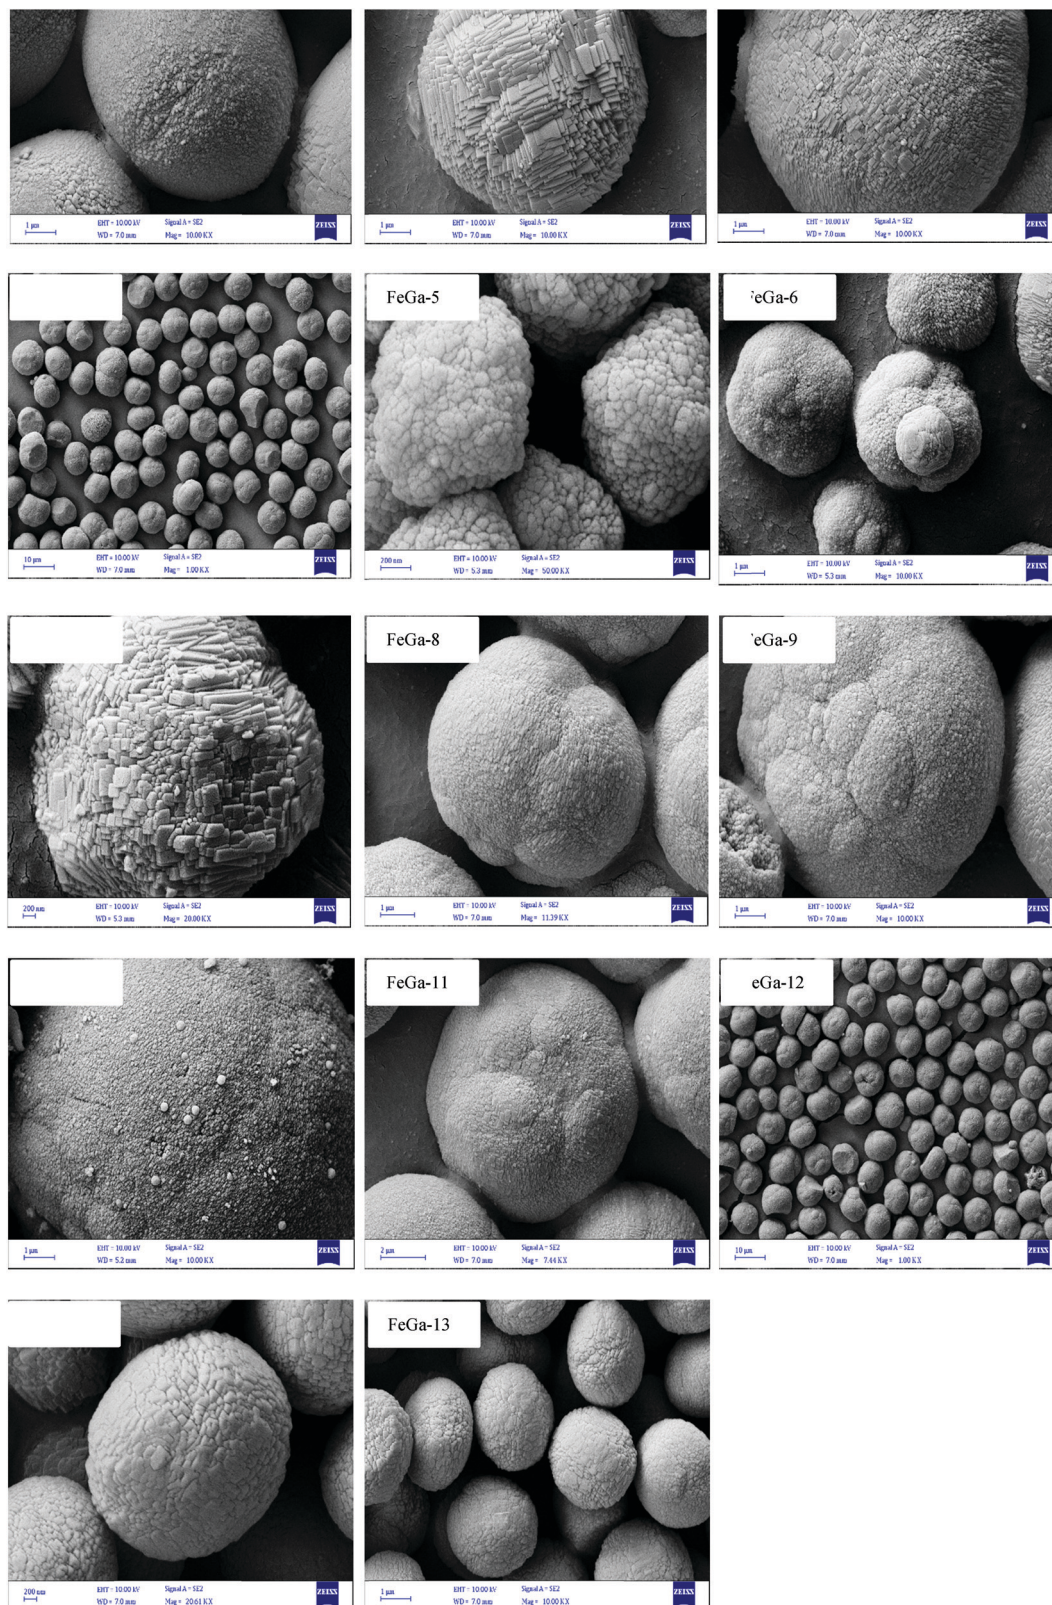 1 µm EHT = 10.00 kV Signal A = SE2 ZEISS
WD = 7.0 mm Mag = 10.00 KX
1 µm EHT = 10.00 kV Signal A = SE2 ZEISS
WD = 7.0 mm Mag = 10.00 KX
1 µm EHT = 10.00 kV Signal A = SE2 ZEISS
WD = 7.0 mm Mag = 10.00 KX
10 µm EHT = 10.00 kV Signal A = SE2 ZEISS
WD = 7.0 mm Mag = 1.00 KX
FeGa-5
200 nm EHT = 10.00 kV Signal A = SE2 ZEISS
WD = 5.3 mm Mag = 50.00 KX
FeGa-6
1 µm EHT = 10.00 kV Signal A = SE2 ZEISS
WD = 5.3 mm Mag = 10.00 KX
200 nm EHT = 10.00 kV Signal A = SE2 ZEISS
WD = 5.3 mm Mag = 20.00 KX
FeGa-8
1 µm EHT = 10.00 kV Signal A = SE2 ZEISS
WD = 7.0 mm Mag = 11.39 KX
eGa-9
1 µm EHT = 10.00 kV Signal A = SE2 ZEISS
WD = 7.0 mm Mag = 10.00 KX
1 µm EHT = 10.00 kV Signal A = SE2 ZEISS
WD = 5.2 mm Mag = 10.00 KX
FeGa-11
2 µm EHT = 10.00 kV Signal A = SE2 ZEISS
WD = 7.0 mm Mag = 7.44 KX
eGa-12
10 µm EHT = 10.00 kV Signal A = SE2 ZEISS
WD = 7.0 mm Mag = 1.00 KX
200 nm EHT = 10.00 kV Signal A = SE2 ZEISS
WD = 7.0 mm Mag = 20.61 KX
FeGa-13
1 µm EHT = 10.00 kV Signal A = SE2 ZEISS
WD = 7.0 mm Mag = 10.00 KX